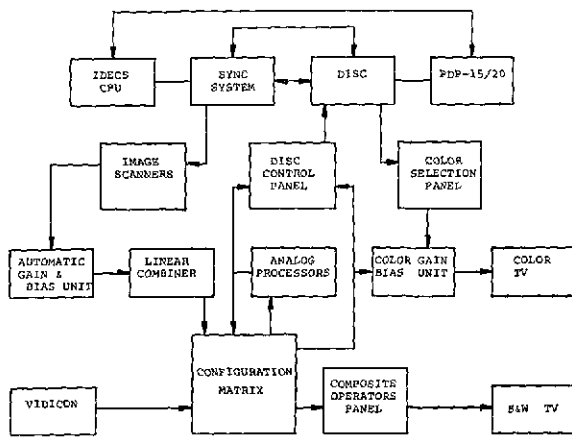 IDECS
CPU
SYNC
SYSTEM
DISC
PDP-15/20
IMAGE
SCANNERS
DISC
CONTROL
PANEL
COLOR
SELECTION
PANEL
AUTOMATIC
GAIN &
BIAS UNIT
LINEAR
COMBINER
ANALOG
PROCESSORS
COLOR GAIN
BIAS UNIT
COLOR
TV
CONFIGURATION
MATRIX
VIDICON
COMPOSITE
OPERATORS
PANEL
B&W TV